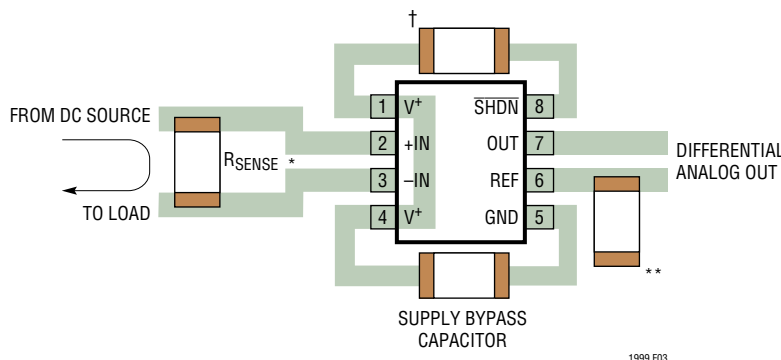 †
FROM DC SOURCE
TO LOAD
RSENSE *
1 V+
2 +IN
3 –IN
4 V+
SHDN 8
OUT 7
REF 6
GND 5
DIFFERENTIAL
ANALOG OUT
**
SUPPLY BYPASS
CAPACITOR
1999 F03